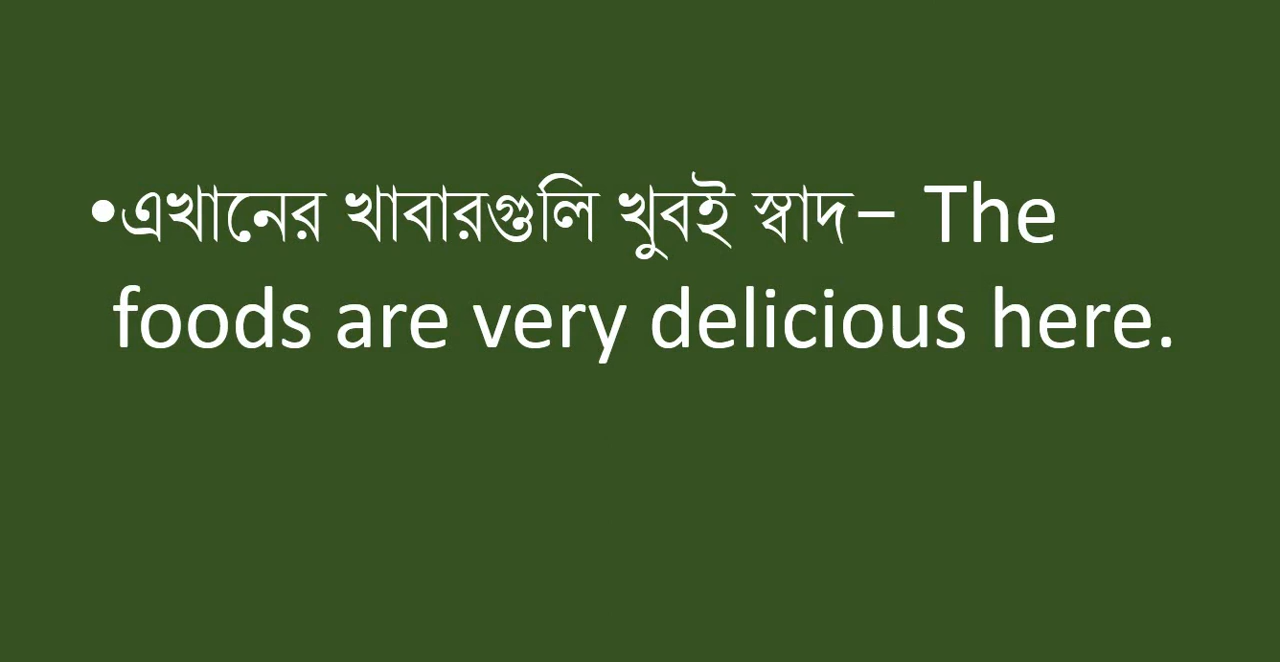 •এখানের খাবারগুলি খুবই স্বাদ– The
foods are very delicious here.